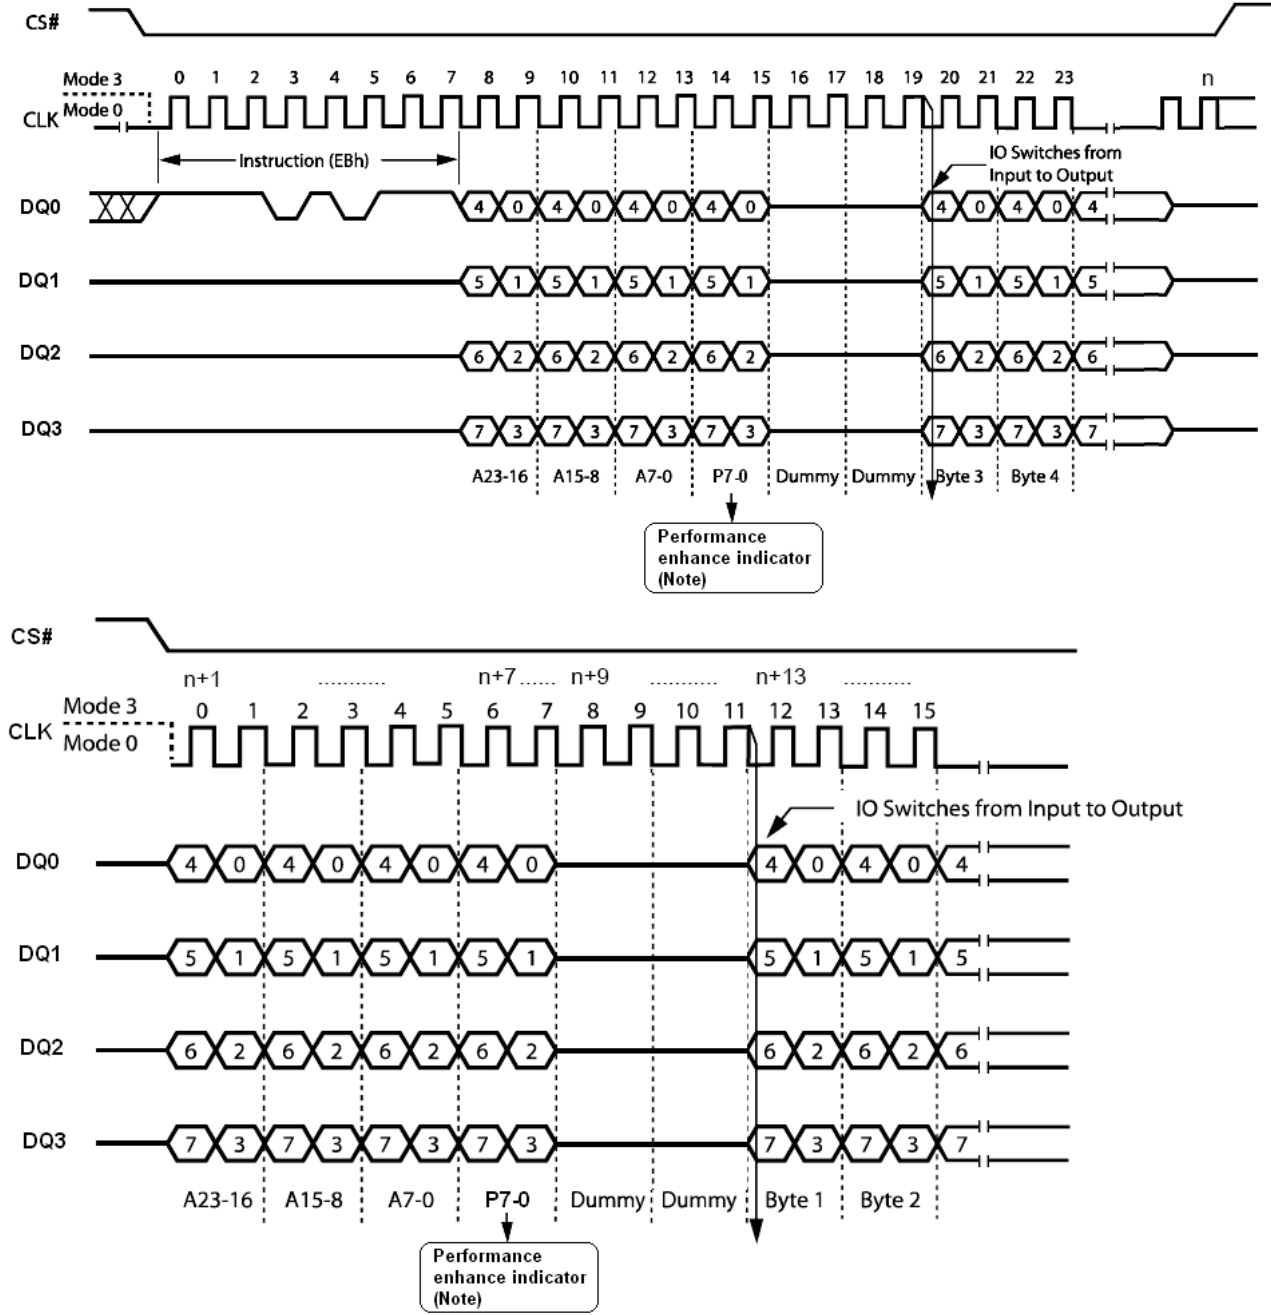 CS#
Mode 3
0 1 2 3 4 5 6 7 8 9 10 11 12 13 14 15 16 17 18 19 20 21 22 23 n
CLK Mode 0
Instruction (EBh)
IO Switches from
Input to Output
DQ0 4 0 4 0 4 0 4 0 4 0 4 0 4
DQ1 5 1 5 1 5 1 5 1 5 1 5 1 5
DQ2 6 2 6 2 6 2 6 2 6 2 6 2 6
DQ3 7 3 7 3 7 3 7 3 7 3 7 3 7
A23-16 A15-8 A7-0 P7-0 Dummy Dummy Byte 3 Byte 4
Performance
enhance indicator
(Note)
CS#
n+1 ........... n+7 ...... n+9 ........... n+13 ...........
Mode 3
0 1 2 3 4 5 6 7 8 9 10 11 12 13 14 15
CLK Mode 0
IO Switches from Input to Output
DQ0 4 0 4 0 4 0 4 0 4 0 4 0 4
DQ1 5 1 5 1 5 1 5 1 5 1 5 1 5
DQ2 6 2 6 2 6 2 6 2 6 2 6 2 6
DQ3 7 3 7 3 7 3 7 3 7 3 7 3 7
A23-16 A15-8 A7-0 P7-0 Dummy Dummy Byte 1 Byte 2
Performance
enhance indicator
(Note)